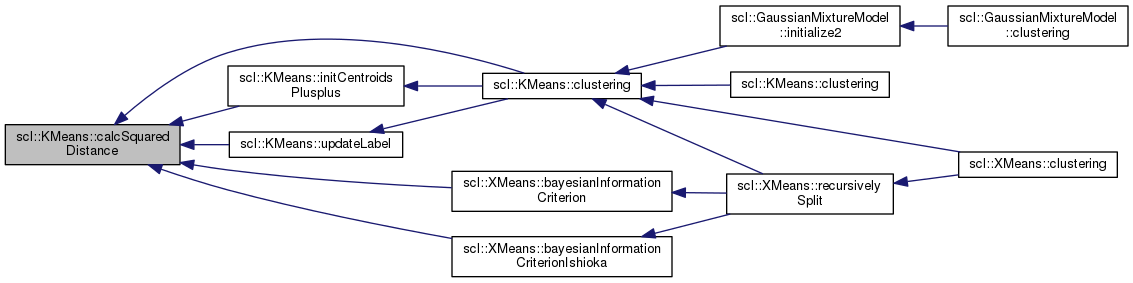 scl::KMeans::calcSquared
Distance
scl::KMeans::initCentroids
Plusplus
scl::KMeans::updateLabel
scl::XMeans::bayesianInformation
Criterion
scl::XMeans::bayesianInformation
CriterionIshioka
scl::KMeans::clustering
scl::GaussianMixtureModel
::initialize2
scl::KMeans::clustering
scl::XMeans::recursively
Split
scl::GaussianMixtureModel
::clustering
scl::XMeans::clustering